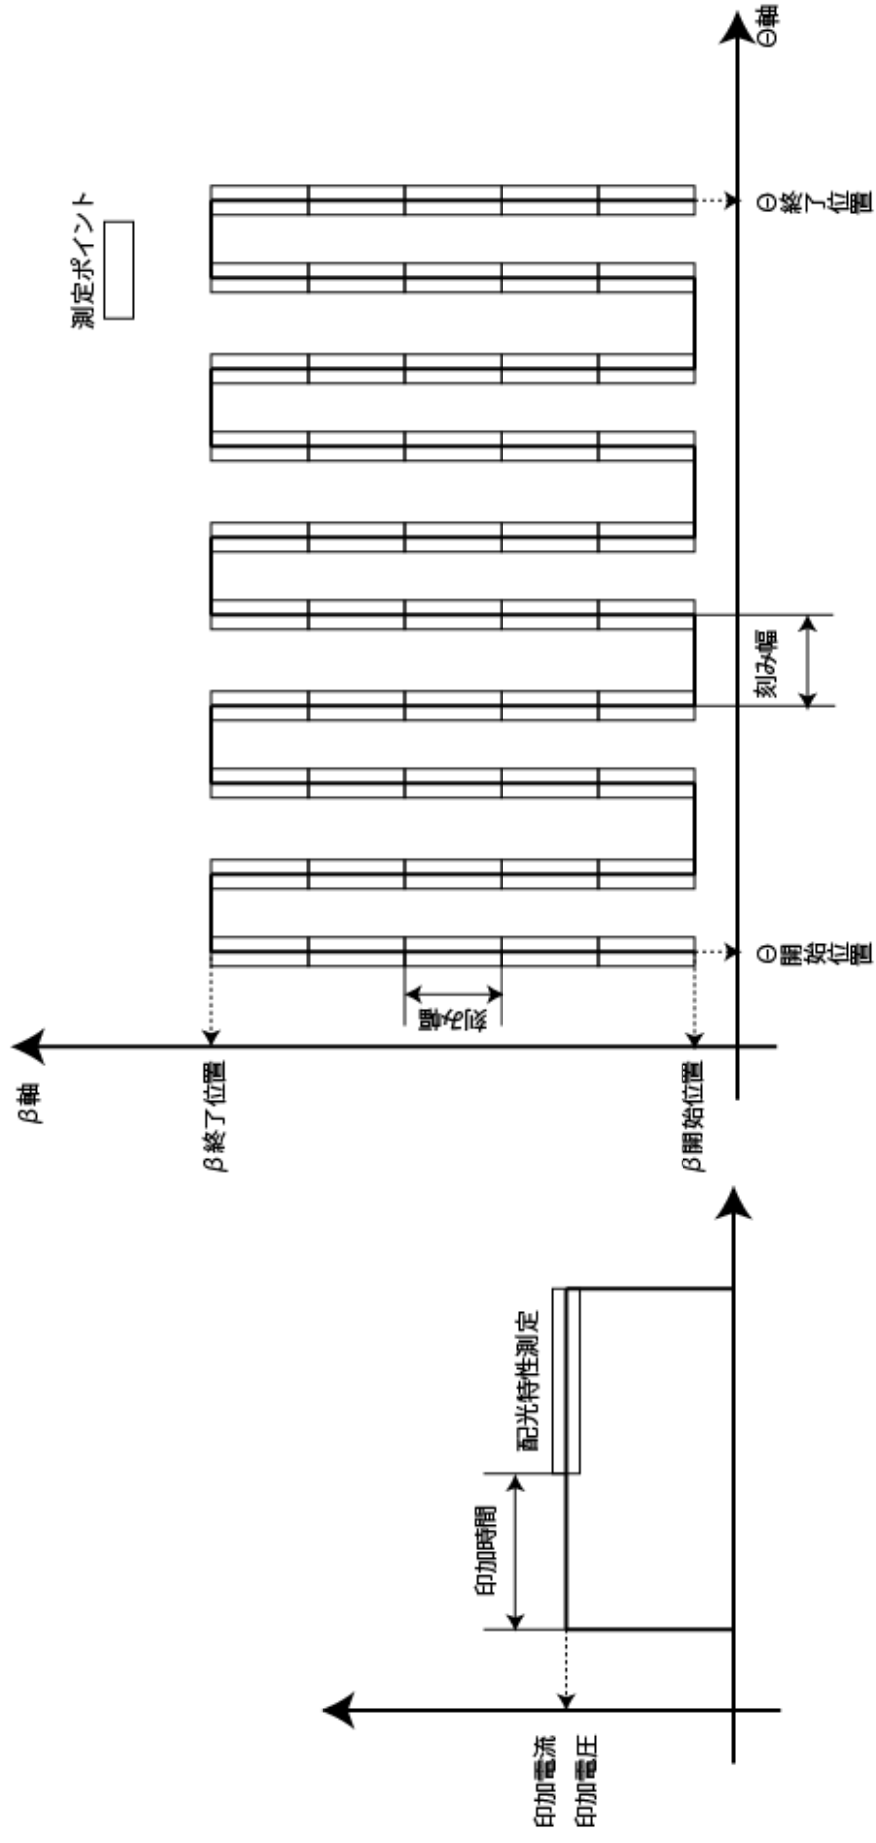 印加電流
印加電圧
印加時間
配光特性測定
β軸
β終了位置
β開始位置
刻み幅
測定ポイント
Θ開始位置
刻み幅
Θ終了位置
Θ軸